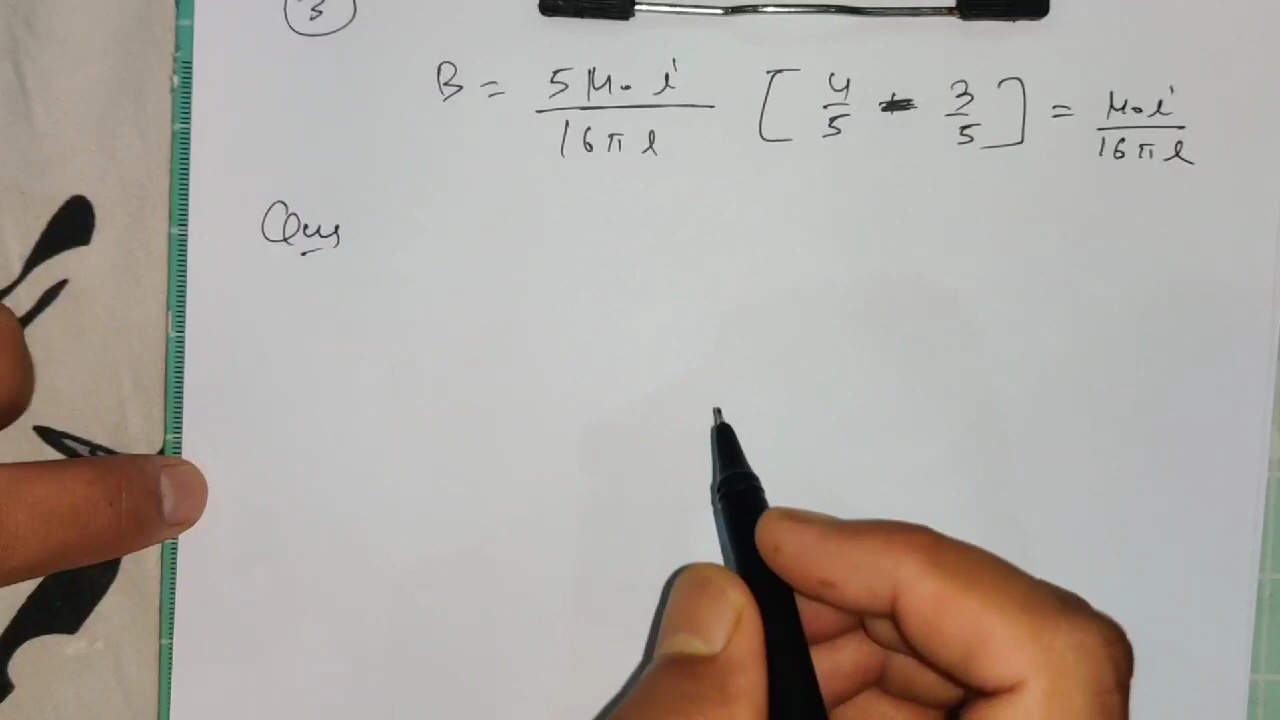 3
B = 5μ₀i / 16πl [ 4/5 - 3/5 ] = μ₀i / 16πl
Ques